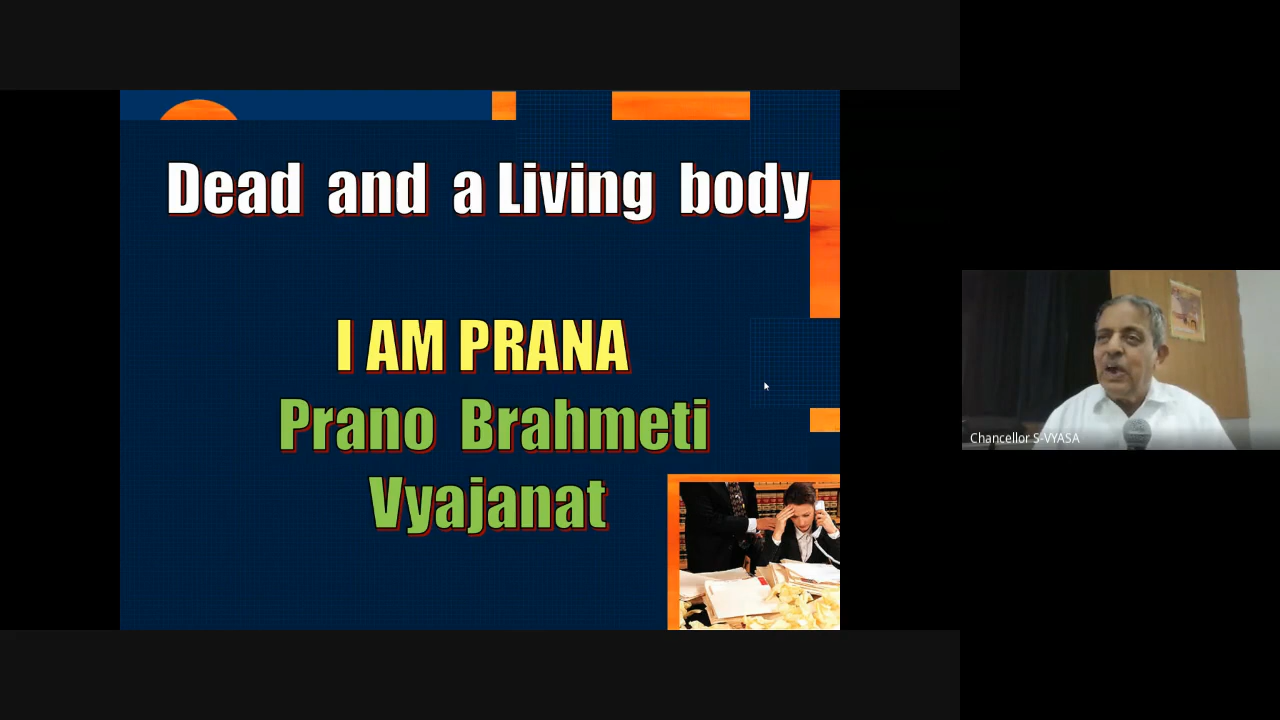 Dead and a Living body
I AM PRANA
Prano Brahmeti
Vyajanat
Chancellor S-VYASA